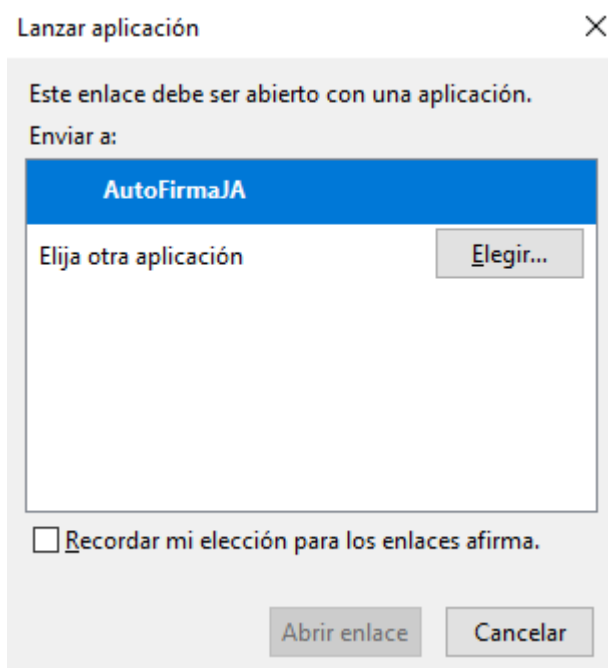 Lanzar aplicación
Este enlace debe ser abierto con una aplicación.
Enviar a:
AutoFirmaJA
Elija otra aplicación
Elegir...
Recordar mi elección para los enlaces afirma.
Abrir enlace
Cancelar